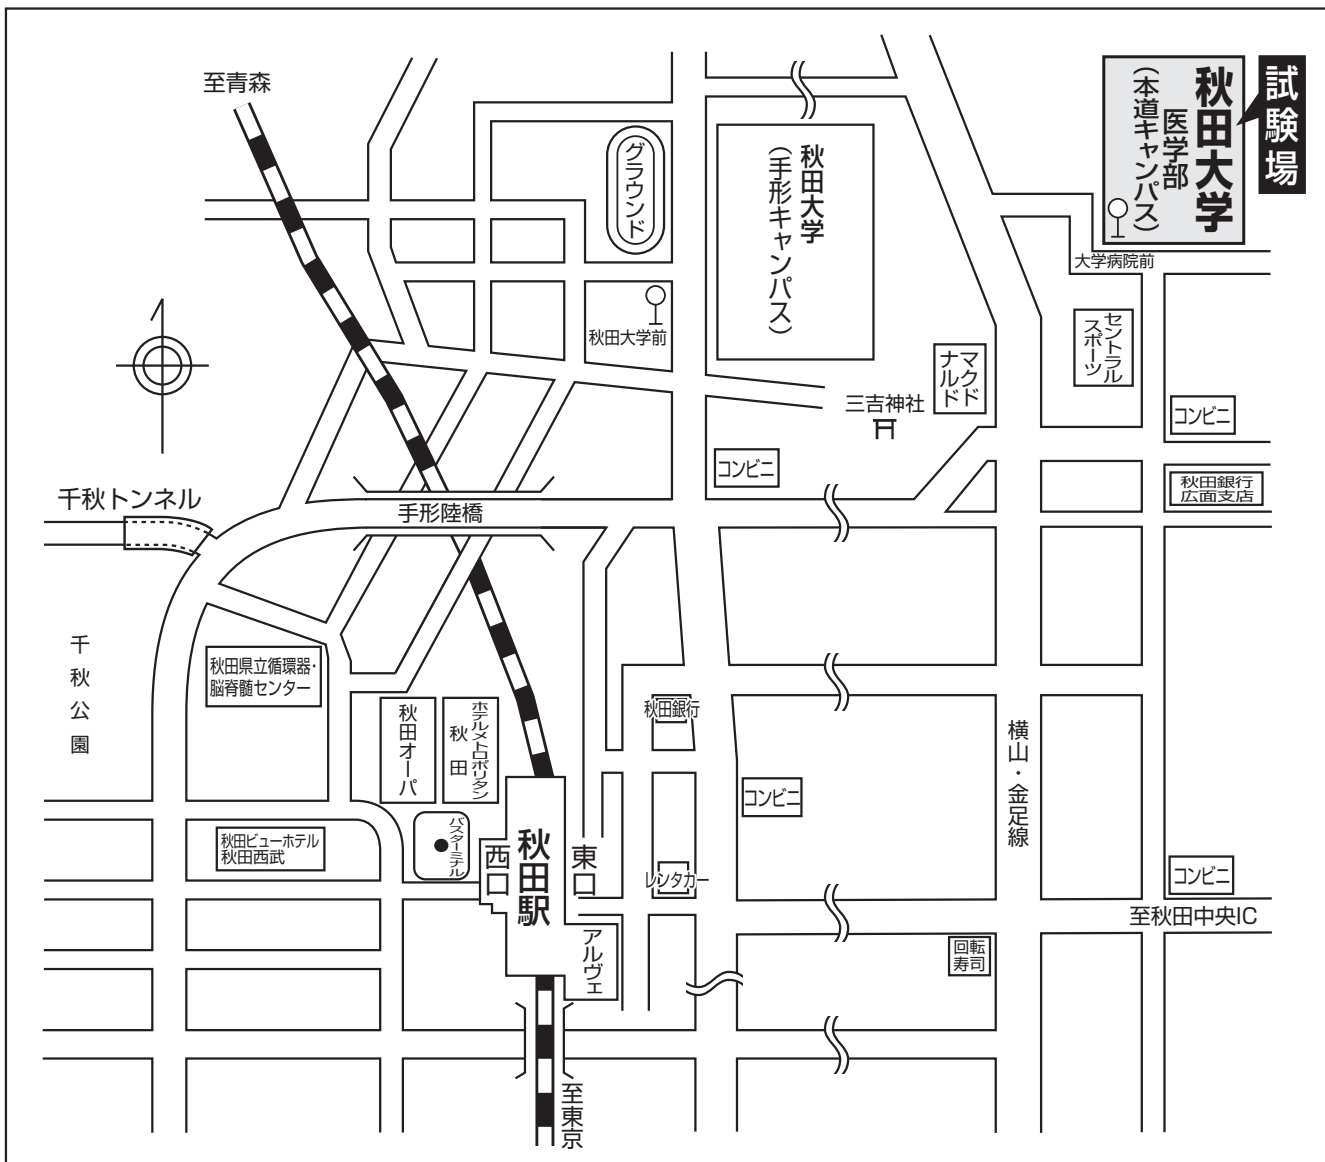 至青森
グラウンド
秋田大学
(手形キャンパス)
試験場
秋田大学
医学部
(本道キャンパス)
大学病院前
秋田大学前
セントラル
スポーツ
マクド
ナルド
三吉神社
コンビニ
コンビニ
秋田銀行
広面支店
千秋トンネル
手形陸橋
千秋公園
秋田県立循環器・
脳脊髄センター
秋田オーパ
ホテルメトロポリタン
秋田
秋田銀行
横山・金足線
コンビニ
秋田ビューホテル
秋田西武
バスターミナル
西口
秋田駅
東口
レンタカー
コンビニ
至秋田中央IC
アルヴェ
回転
寿司
至東京